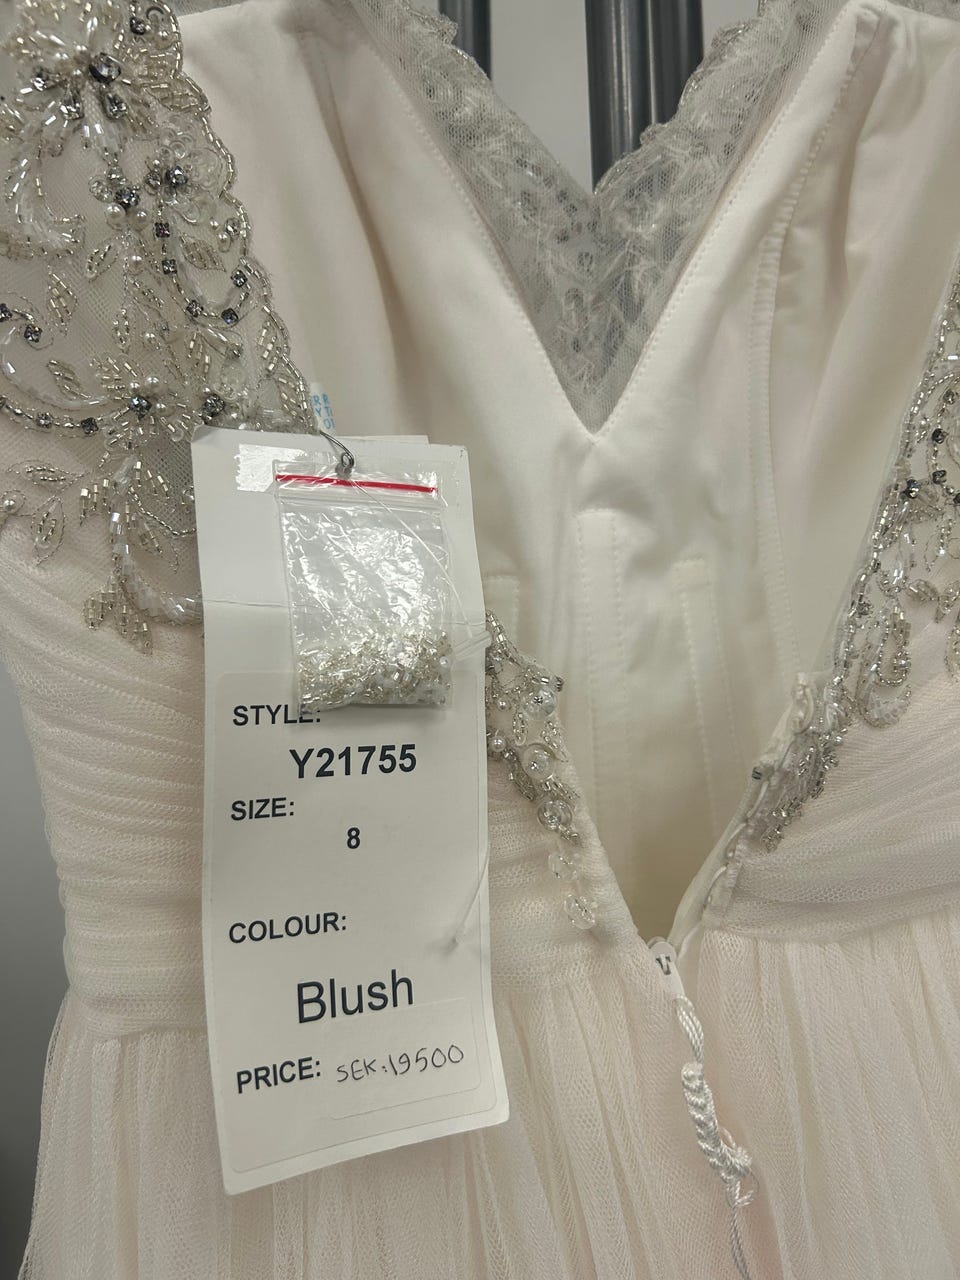 STYLE:
Y21755
SIZE:
8
COLOUR:
Blush
PRICE: SEK:19500